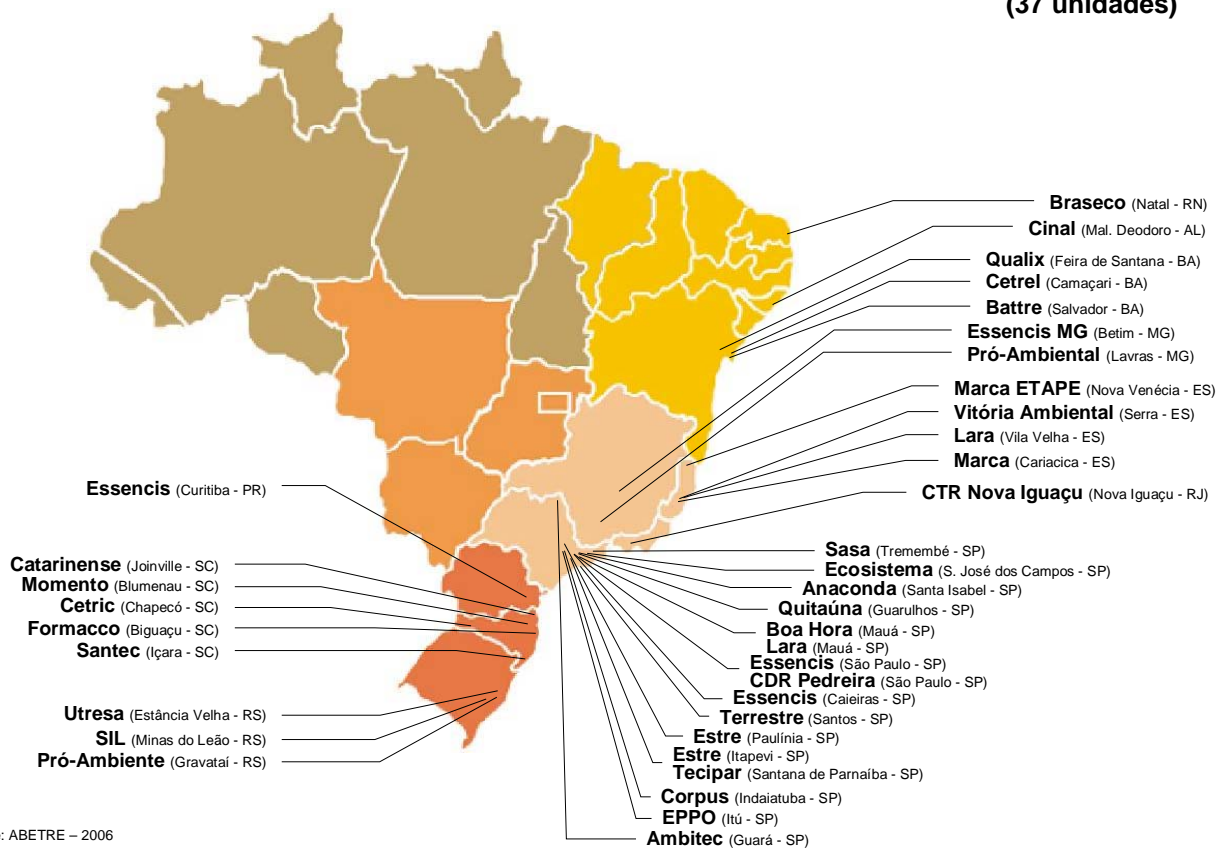 (37 unidades)
Braseco (Natal - RN)
Cinal (Mal. Deodoro - AL)
Qualix (Feira de Santana - BA)
Cetrel (Camaçari - BA)
Battre (Salvador - BA)
Essencis MG (Betim - MG)
Pró-Ambiental (Lavras - MG)
Marca ETAPE (Nova Venécia - ES)
Vitória Ambiental (Serra - ES)
Lara (Vila Velha - ES)
Marca (Cariacica - ES)
CTR Nova Iguaçu (Nova Iguaçu - RJ)
Essencis (Curitiba - PR)
Catarinense (Joinville - SC)
Momento (Blumenau - SC)
Cetric (Chapecó - SC)
Formacco (Biguaçu - SC)
Santec (Içara - SC)
Utresa (Estância Velha - RS)
SIL (Minas do Leão - RS)
Pró-Ambiente (Gravataí - RS)
Sasa (Tremembé - SP)
Ecosistema (S. José dos Campos - SP)
Anaconda (Santa Isabel - SP)
Quitaúna (Guarulhos - SP)
Boa Hora (Mauá - SP)
Lara (Mauá - SP)
Essencis (São Paulo - SP)
CDR Pedreira (São Paulo - SP)
Essencis (Caieiras - SP)
Terrestre (Santos - SP)
Estre (Paulínia - SP)
Estre (Itapevi - SP)
Tecipar (Santana de Parnaíba - SP)
Corpus (Indaiatuba - SP)
EPPO (Itú - SP)
Ambitec (Guará - SP)
: ABETRE – 2006